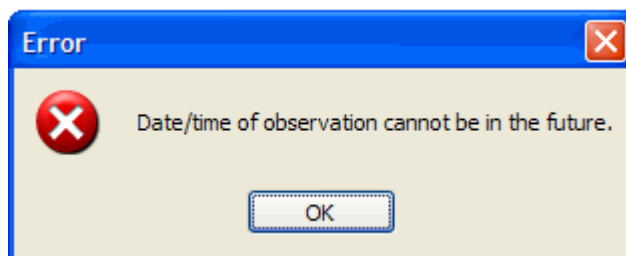 Error
Date/time of observation cannot be in the future.
OK